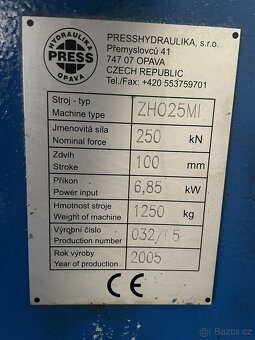 HYDRAULIKA
PRESS
OPAVA
PRESSHYDRAULIKA, s.r.o.
Přemyslovců 41
747 07 OPAVA
CZECH REPUBLIC
Tel./Fax: +420 553759701
Stroj - typ
Machine type
ZHO25MI
Jmenovitá síla
Nominal force
250 kN
Zdvih
Stroke
100 mm
Příkon
Power input
6,85 kW
Hmotnost stroje
Weight of machine
1250 kg
Výrobní číslo
Production number
Rok výroby
Year of production
2005
CE
bazos.cz